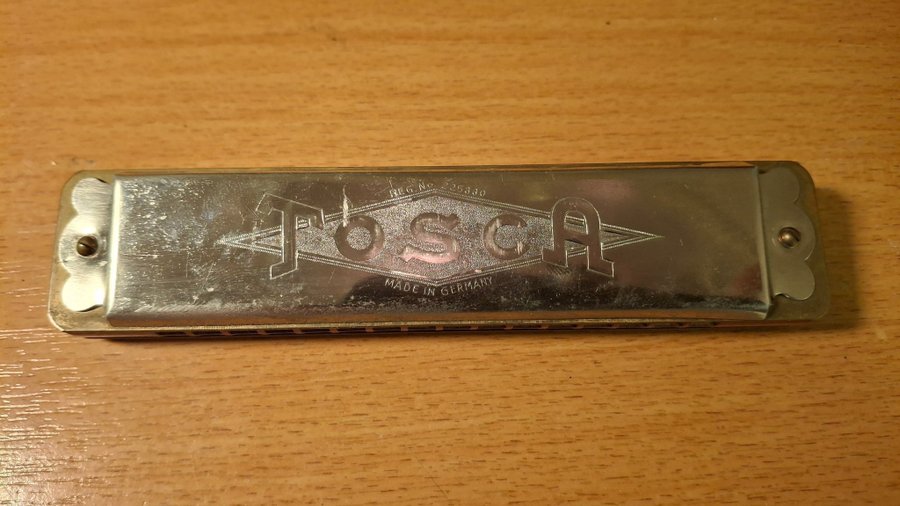 REG. No.
TOSCA
MADE IN GERMANY